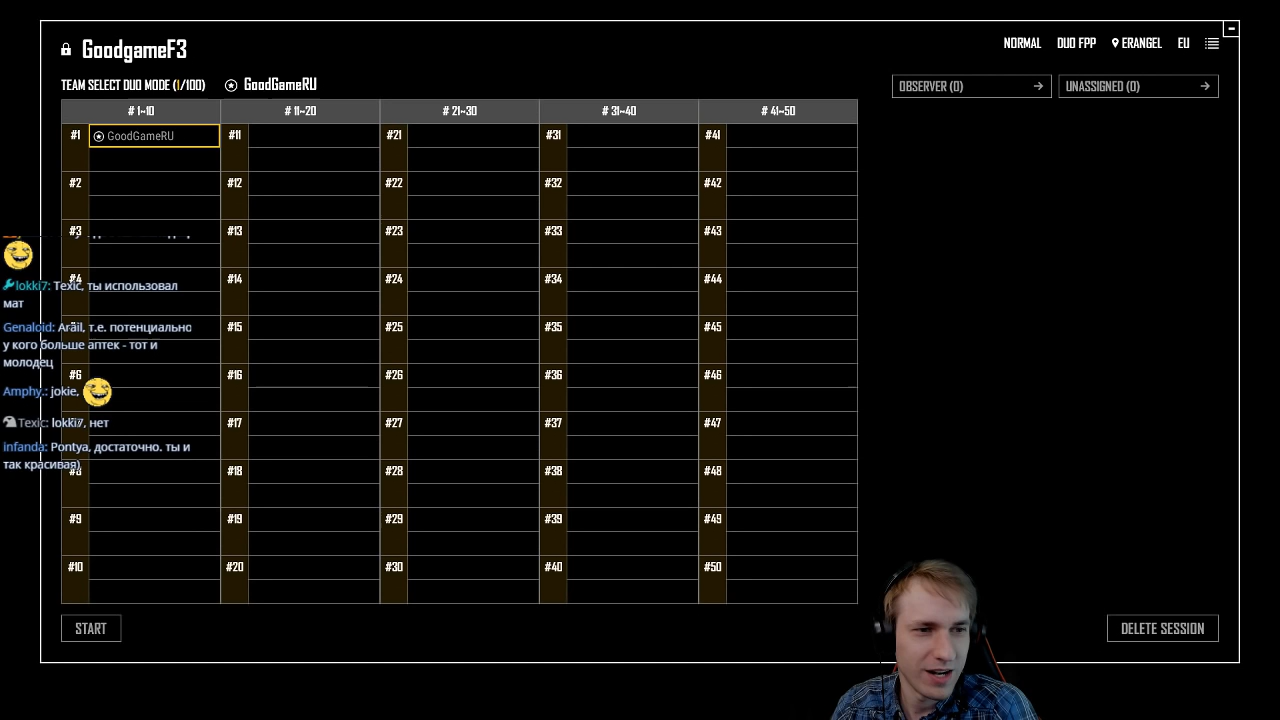 GoodgameF3
NORMAL DUO FPP ERANGEL EU
TEAM SELECT DUO MODE (1/100) GoodGameRU
OBSERVER (0) UNASSIGNED (0)
# 1~10 # 11~20 # 21~30 # 31~40 # 41~50
#1 GoodGameRU #11 #21 #31 #41
#2 #12 #22 #32 #42
#3 #13 #23 #33 #43
#4 #14 #24 #34 #44
#15 #25 #35 #45
#6 #16 #26 #36 #46
#17 #27 #37 #47
#8 #18 #28 #38 #48
#9 #19 #29 #39 #49
#10 #20 #30 #40 #50
lokki7: Texic, ты использовал
мат
Genaloid: Arail, т.е. потенциально
у кого больше аптек - тот и
молодец
Amphy.: jokie,
Texic: lokki7, нет
infanda: Pontya, достаточно. ты и
так красивая)
START
DELETE SESSION